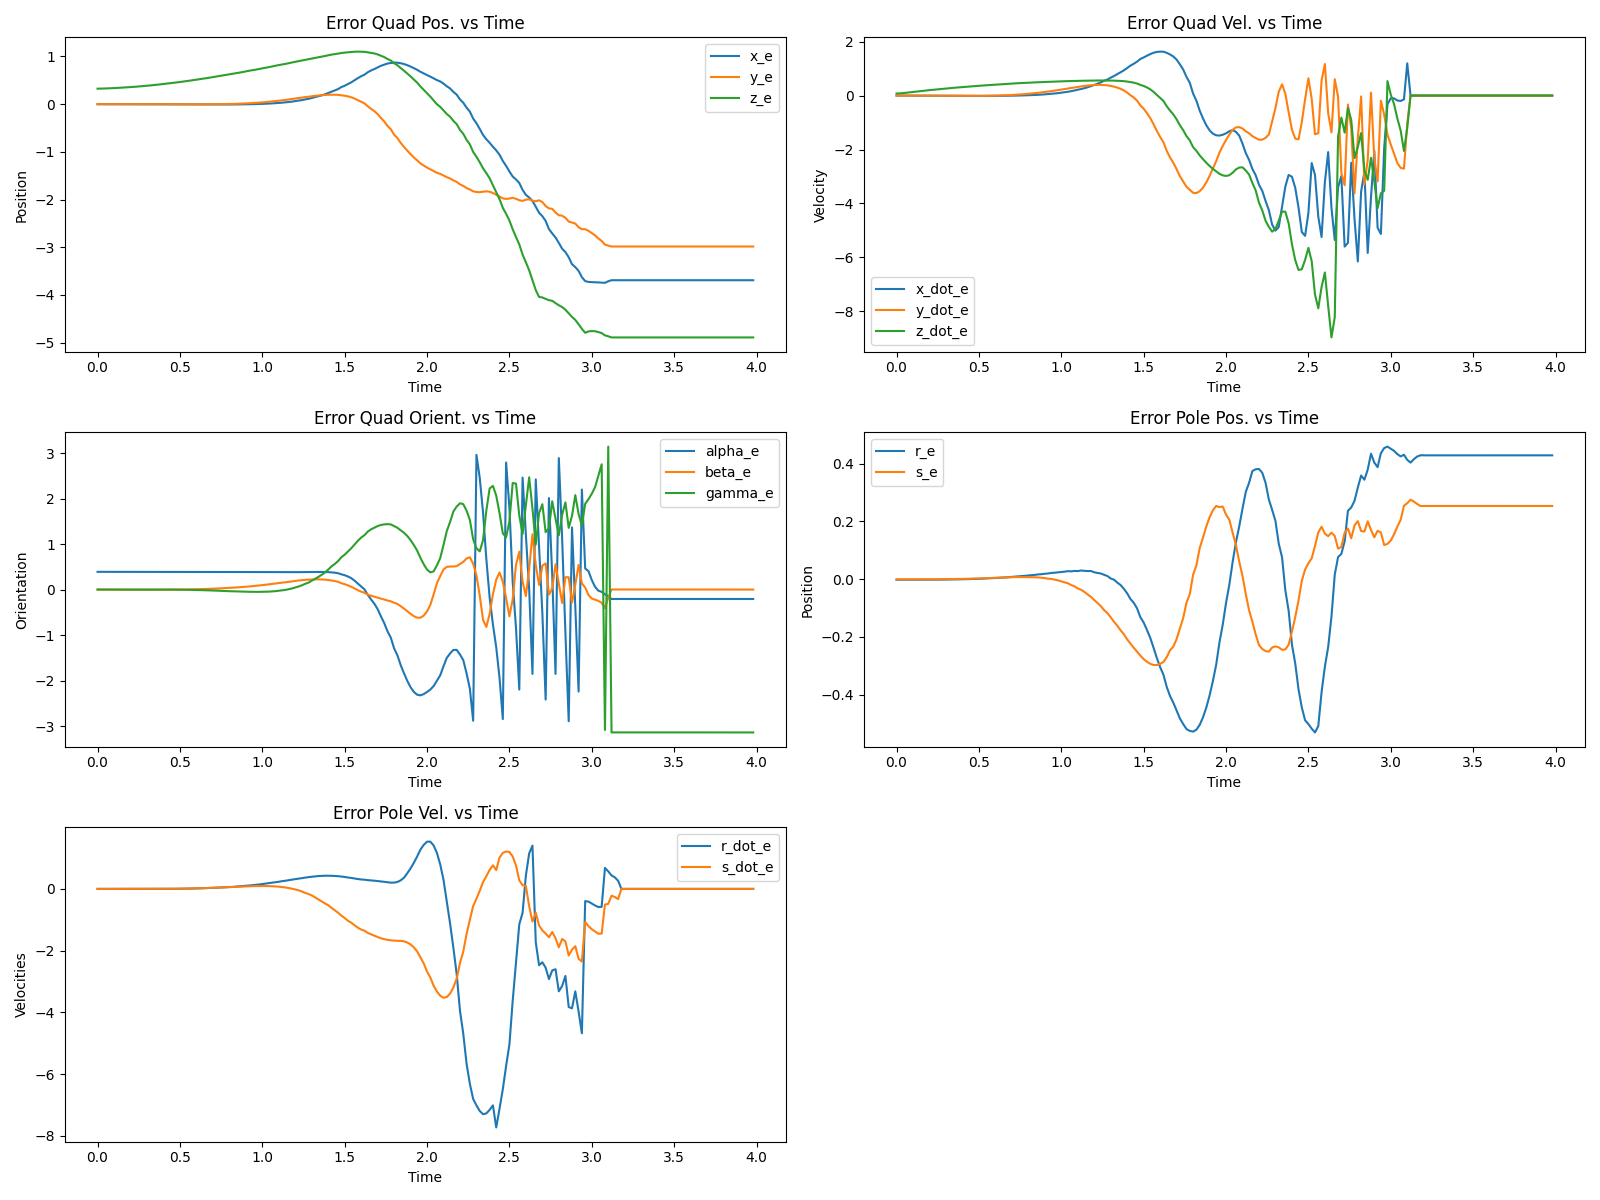 Error Quad Pos. vs Time
Position
1
0
−1
−2
−3
−4
−5
x_e
y_e
z_e
0.0 0.5 1.0 1.5 2.0 2.5 3.0 3.5 4.0
Time
Error Quad Vel. vs Time
Velocity
2
0
−2
−4
−6
−8
x_dot_e
y_dot_e
z_dot_e
0.0 0.5 1.0 1.5 2.0 2.5 3.0 3.5 4.0
Time
Error Quad Orient. vs Time
Orientation
3
2
1
0
−1
−2
−3
alpha_e
beta_e
gamma_e
0.0 0.5 1.0 1.5 2.0 2.5 3.0 3.5 4.0
Time
Error Pole Pos. vs Time
Position
0.4
0.2
0.0
−0.2
−0.4
r_e
s_e
0.0 0.5 1.0 1.5 2.0 2.5 3.0 3.5 4.0
Time
Error Pole Vel. vs Time
Velocities
0
−2
−4
−6
−8
r_dot_e
s_dot_e
0.0 0.5 1.0 1.5 2.0 2.5 3.0 3.5 4.0
Time